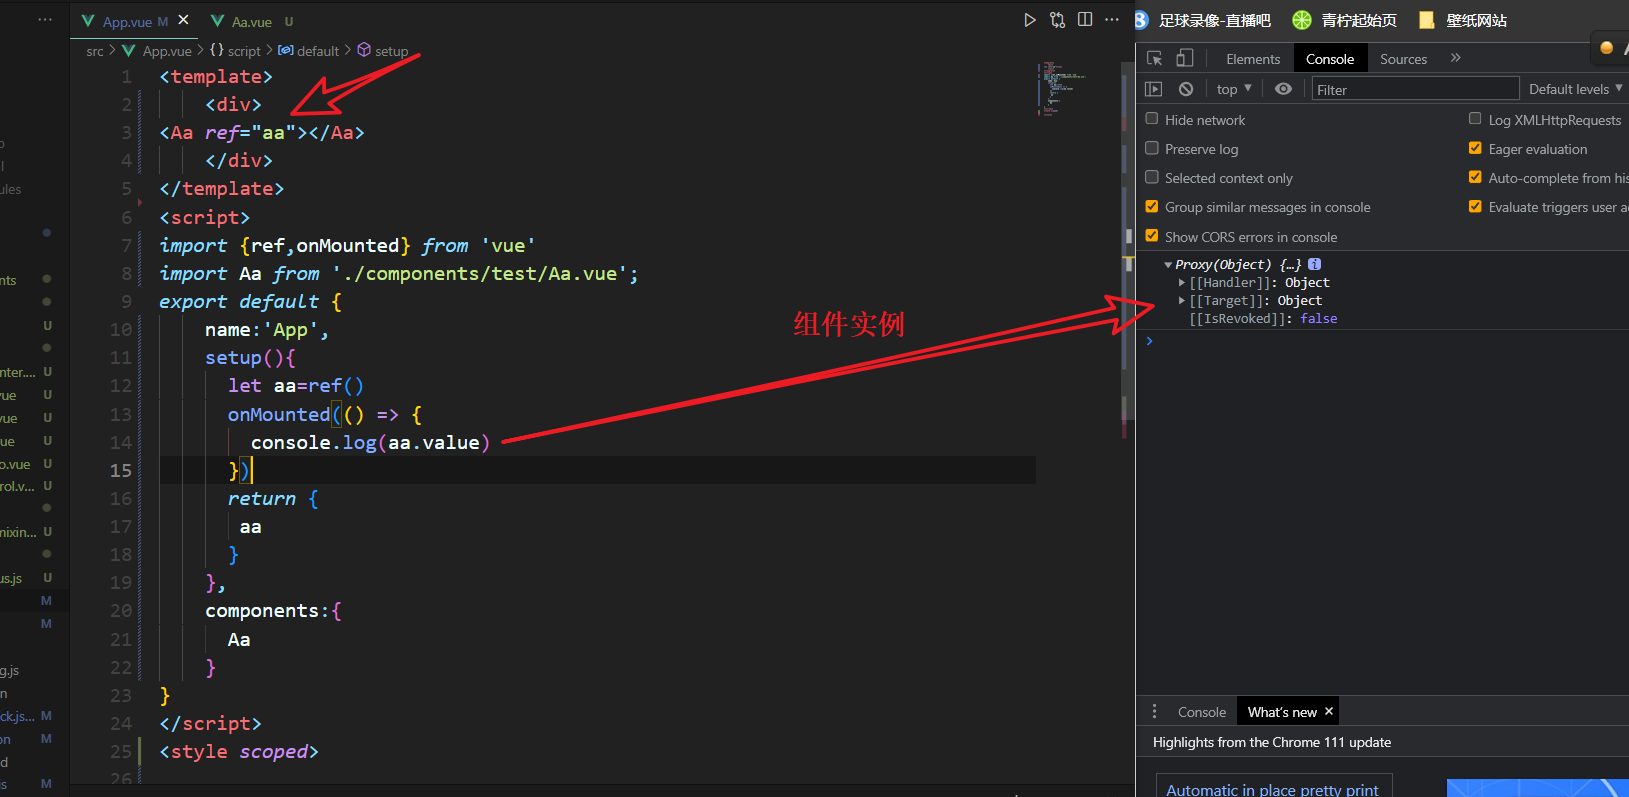 App.vue M ×
Aa.vue U
src > App.vue > {} script > default > setup
o
l
ules
nts
U
nter.... U
vue U
vue U
ue U
o.vue U
rol.v... U
mixin... U
us.js U
M
M
g.js
n
ck.js... M
on M
d
js M
1 <template>
2 <div>
3 <Aa ref="aa"></Aa>
4 </div>
5 </template>
6 <script>
7 import {ref,onMounted} from 'vue'
8 import Aa from './components/test/Aa.vue';
9 export default {
10 name:'App',
11 setup(){
12 let aa=ref()
13 onMounted(() => {
14 console.log(aa.value)
15 })
16 return {
17 aa
18 }
19 },
20 components:{
21 Aa
22 }
23 }
24 </script>
25 <style scoped>
26
组件实例
足球录像-直播吧 青柠起始页 壁纸网站
Elements Console Sources »
top ▼ Filter Default levels ▼
Hide network Log XMLHttpRequests
Preserve log Eager evaluation
Selected context only Auto-complete from his
Group similar messages in console Evaluate triggers user a
Show CORS errors in console
▼Proxy(Object) {…} i
▶[[Handler]]: Object
▶[[Target]]: Object
[[IsRevoked]]: false
>
Console What's new ×
Highlights from the Chrome 111 update
Automatic in place pretty print